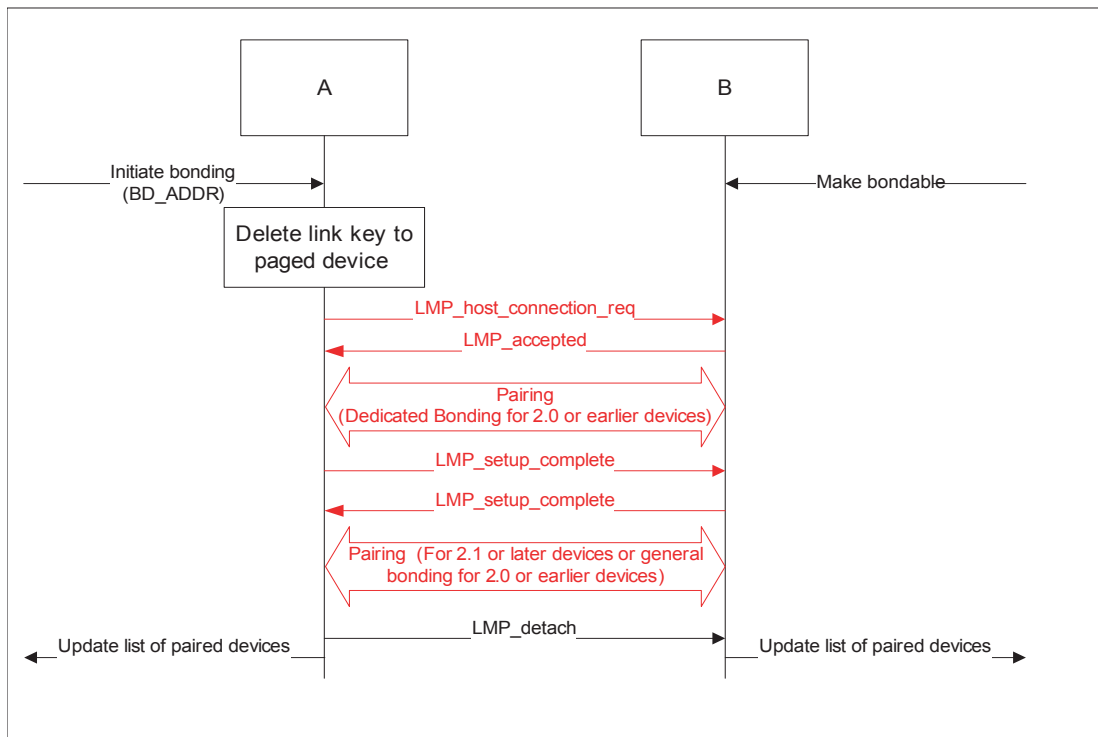 A
B
Initiate bonding
(BD_ADDR)
Make bondable
Delete link key to
paged device
LMP_host_connection_req
LMP_accepted
Pairing
(Dedicated Bonding for 2.0 or earlier devices)
LMP_setup_complete
LMP_setup_complete
Pairing (For 2.1 or later devices or general
bonding for 2.0 or earlier devices)
LMP_detach
Update list of paired devices
Update list of paired devices